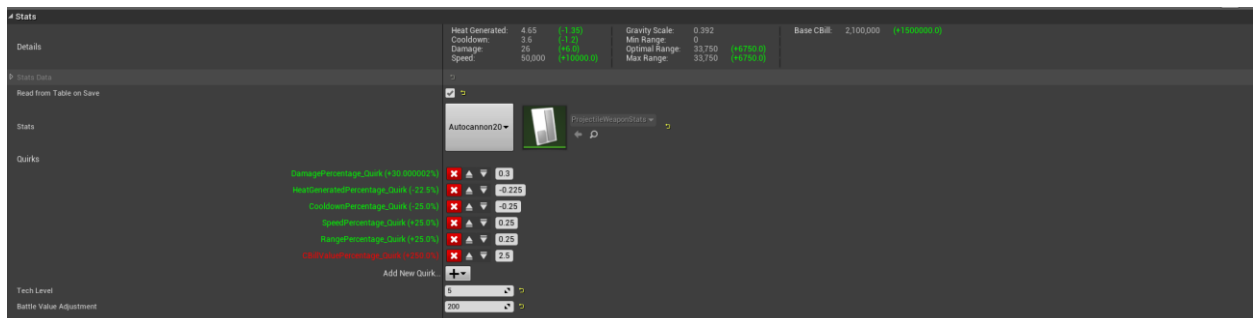 Stats
Details
Heat Generated: 4.65 (-1.35) Gravity Scale: 0.392 Base CBill: 2,100,000 (+1500000.0)
Cooldown: 3.6 (-1.2) Min Range: 0
Damage: 26 (+6.0) Optimal Range: 33,750 (+6750.0)
Speed: 50,000 (+10000.0) Max Range: 33,750 (+6750.0)
Stats Data
Read from Table on Save
Stats Autocannon20 ProjectileWeaponStats
Quirks
DamagePercentage_Quirk (+30.000002%) 0.3
HeatGeneratedPercentage_Quirk (-22.5%) -0.225
CooldownPercentage_Quirk (-25.0%) -0.25
SpeedPercentage_Quirk (+25.0%) 0.25
RangePercentage_Quirk (+25.0%) 0.25
2.5
Add New Quirk...
Tech Level 5
Battle Value Adjustment 200